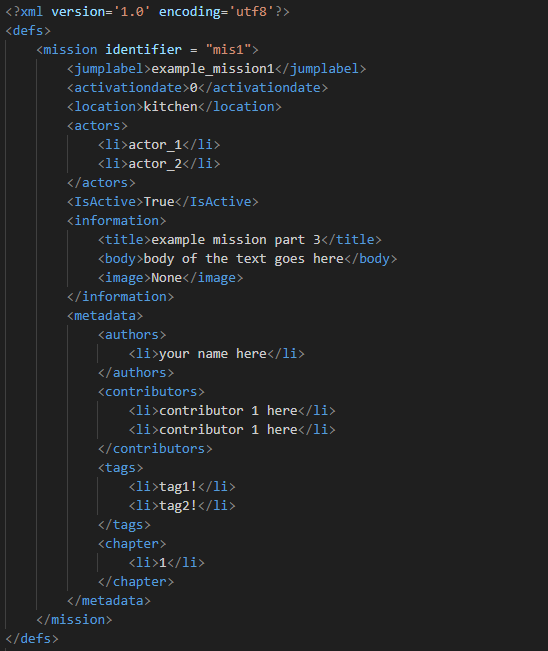 <?xml version='1.0' encoding='utf8'?>
<defs>
<mission identifier = "mis1">
<jumplabel>example_mission1</jumplabel>
<activationdate>0</activationdate>
<location>kitchen</location>
<actors>
<li>actor_1</li>
<li>actor_2</li>
</actors>
<IsActive>True</IsActive>
<information>
<title>example mission part 3</title>
<body>body of the text goes here</body>
<image>None</image>
</information>
<metadata>
<authors>
<li>your name here</li>
</authors>
<contributors>
<li>contributor 1 here</li>
<li>contributor 1 here</li>
</contributors>
<tags>
<li>tag1!</li>
<li>tag2!</li>
</tags>
<chapter>
<li>1</li>
</chapter>
</metadata>
</mission>
</defs>